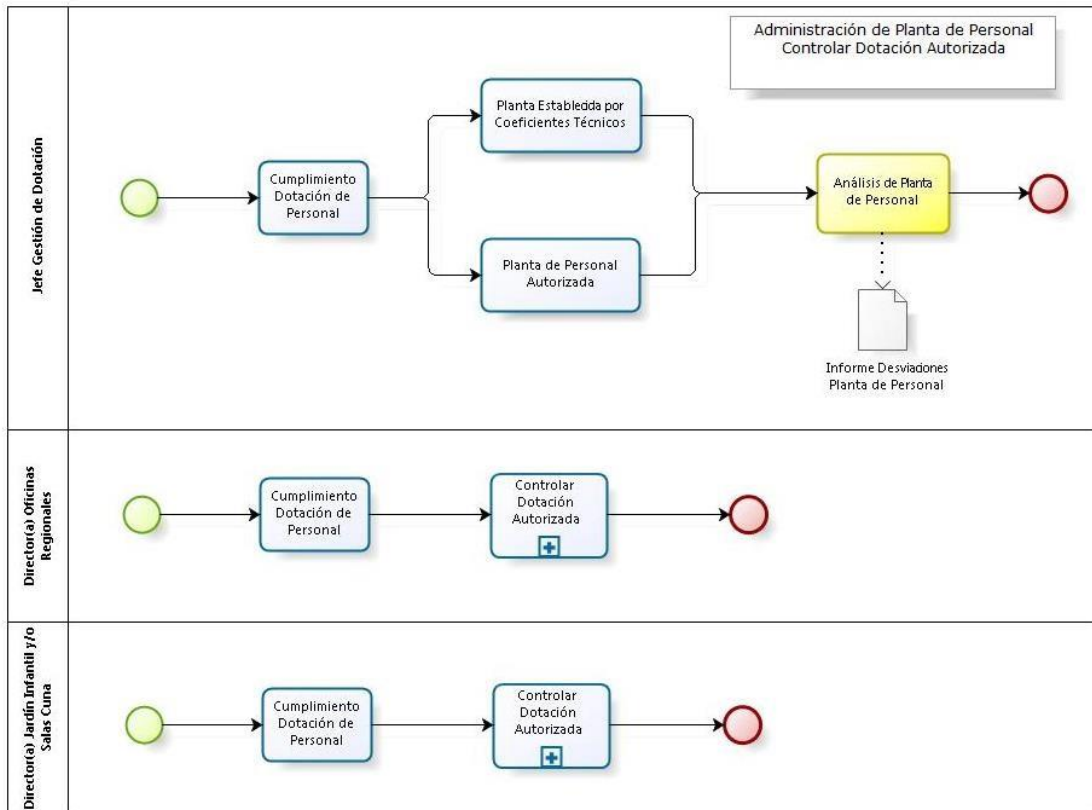 Administración de Planta de Personal
Controlar Dotación Autorizada
Jefe Gestión de Dotación
Cumplimiento
Dotación de
Personal
Planta Establecida por
Coeficientes Técnicos
Planta de Personal
Autorizada
Análisis de Planta
de Personal
Informe Desviaciones
Planta de Personal
Director(a) Oficinas
Regionales
Cumplimiento
Dotación de
Personal
Controlar
Dotación
Autorizada
Director(a) Jardín Infantil y/o
Salas Cuna
Cumplimiento
Dotación de
Personal
Controlar
Dotación
Autorizada